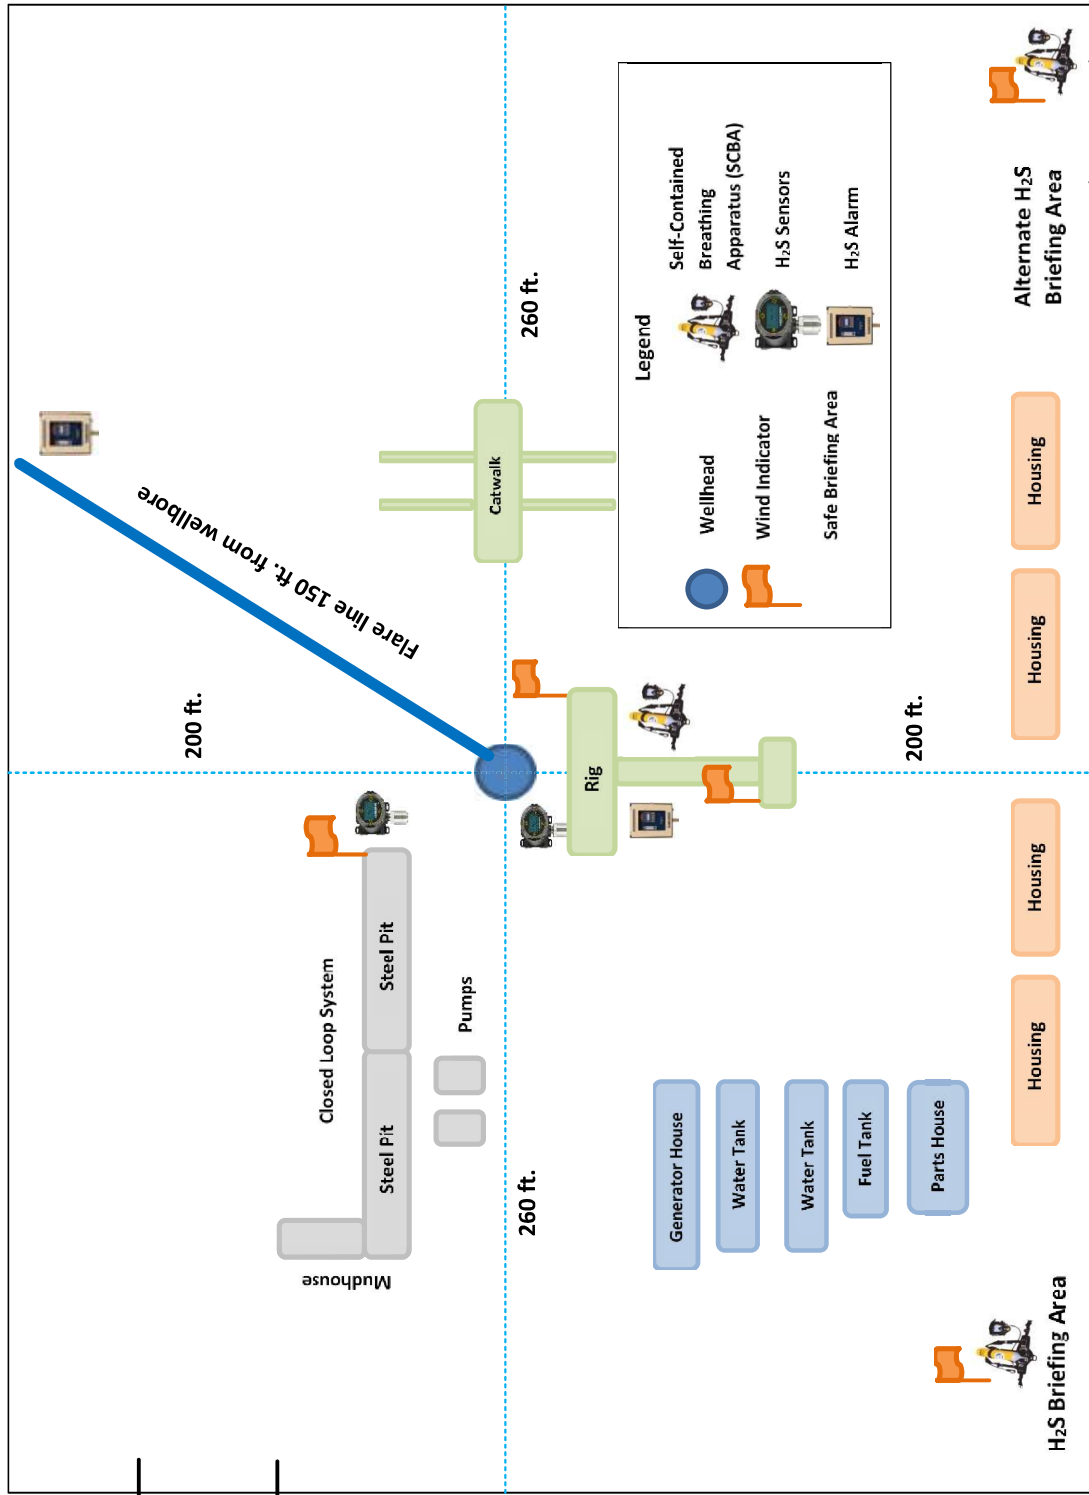 Flare line 150 ft. from wellbore
200 ft.
260 ft.
Catwalk
Legend
Self-Contained
Breathing
Apparatus (SCBA)
H₂S Sensors
H₂S Alarm
Wellhead
Wind Indicator
Safe Briefing Area
Closed Loop System
Steel Pit
Steel Pit
Mudhouse
Pumps
Rig
260 ft.
200 ft.
Generator House
Water Tank
Water Tank
Fuel Tank
Parts House
H₂S Briefing Area
Housing
Housing
Housing
Housing
Alternate H₂S
Briefing Area